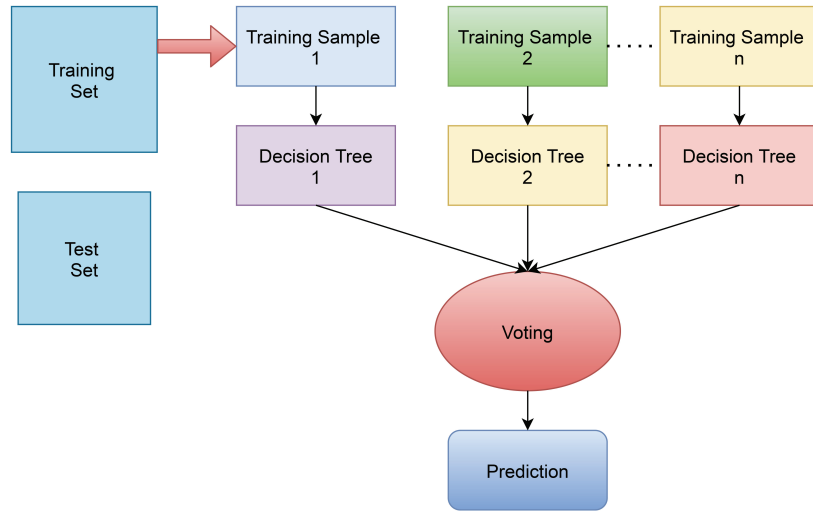 Training
Set
Training Sample
1
Training Sample
2
Training Sample
n
Decision Tree
1
Decision Tree
2
Decision Tree
n
Test
Set
Voting
Prediction